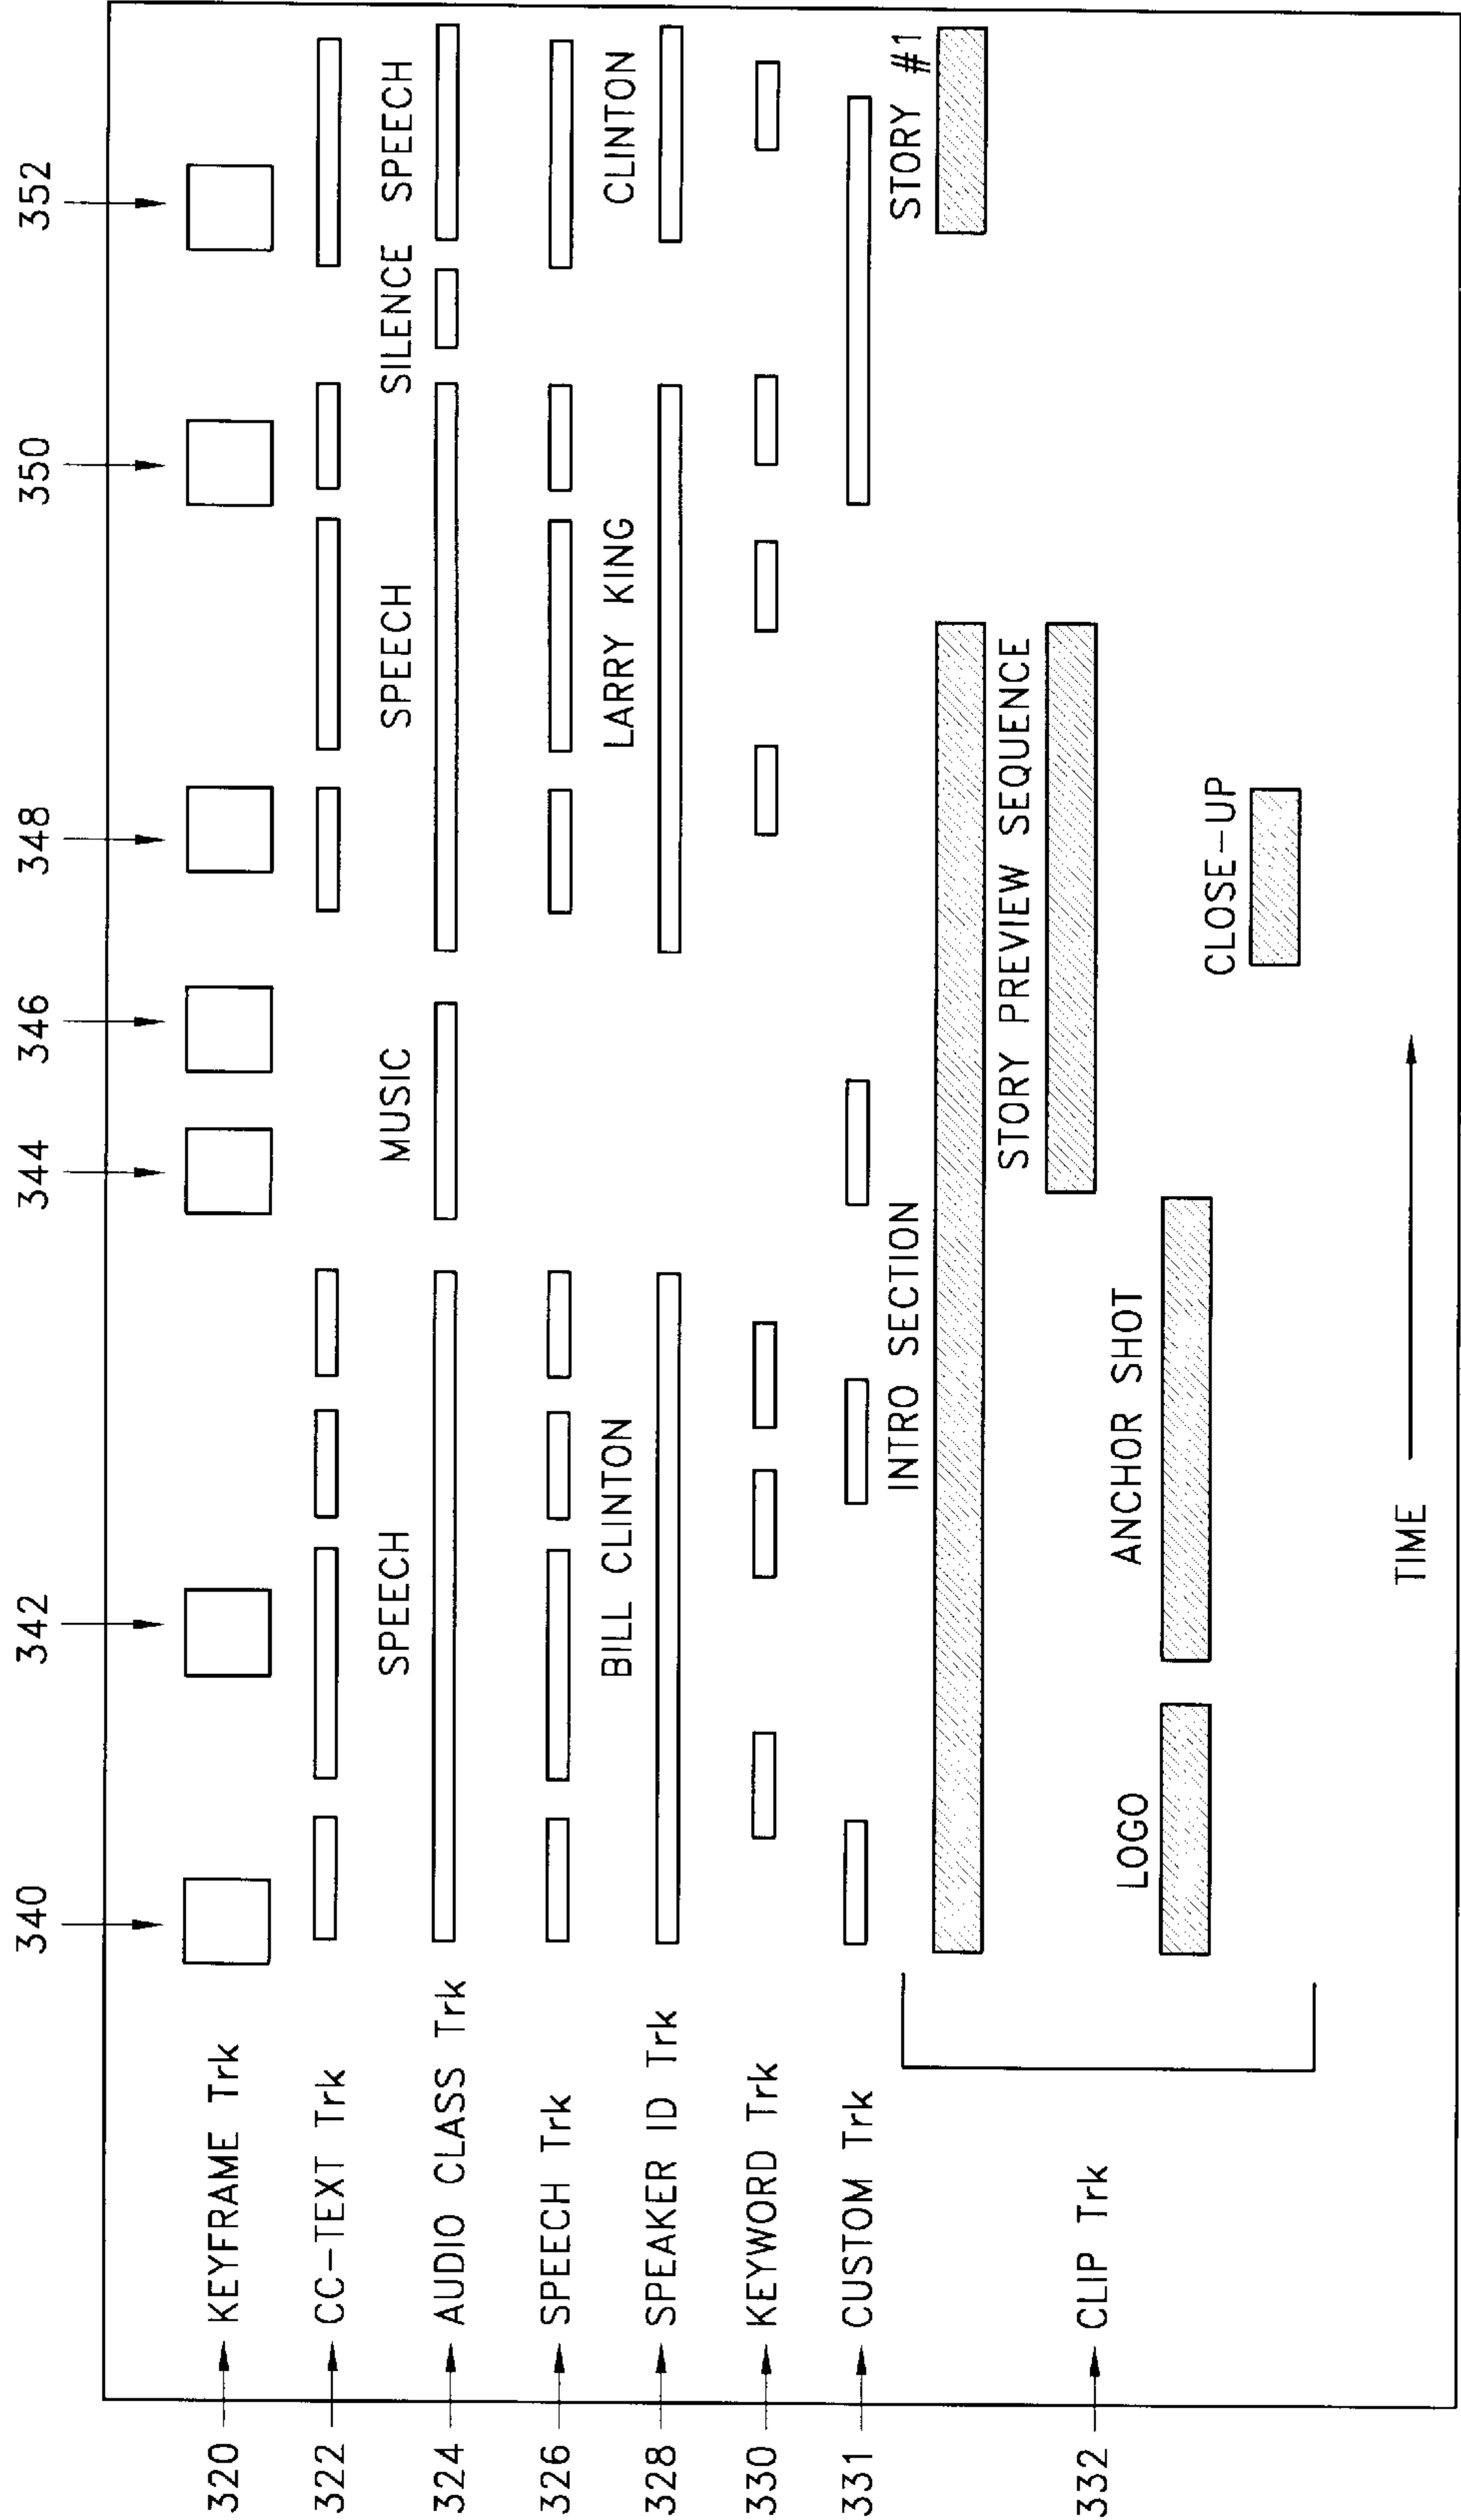 340 342 344 346 348 350 352
320 KEYFRAME Trk
322 CC-TEXT Trk
SPEECH MUSIC SPEECH SILENCE SPEECH
324 AUDIO CLASS Trk
326 SPEECH Trk
BILL CLINTON LARRY KING CLINTON
328 SPEAKER ID Trk
330 KEYWORD Trk
331 CUSTOM Trk
INTRO SECTION STORY #1
STORY PREVIEW SEQUENCE
332 CLIP Trk
LOGO ANCHOR SHOT
CLOSE-UP
TIME